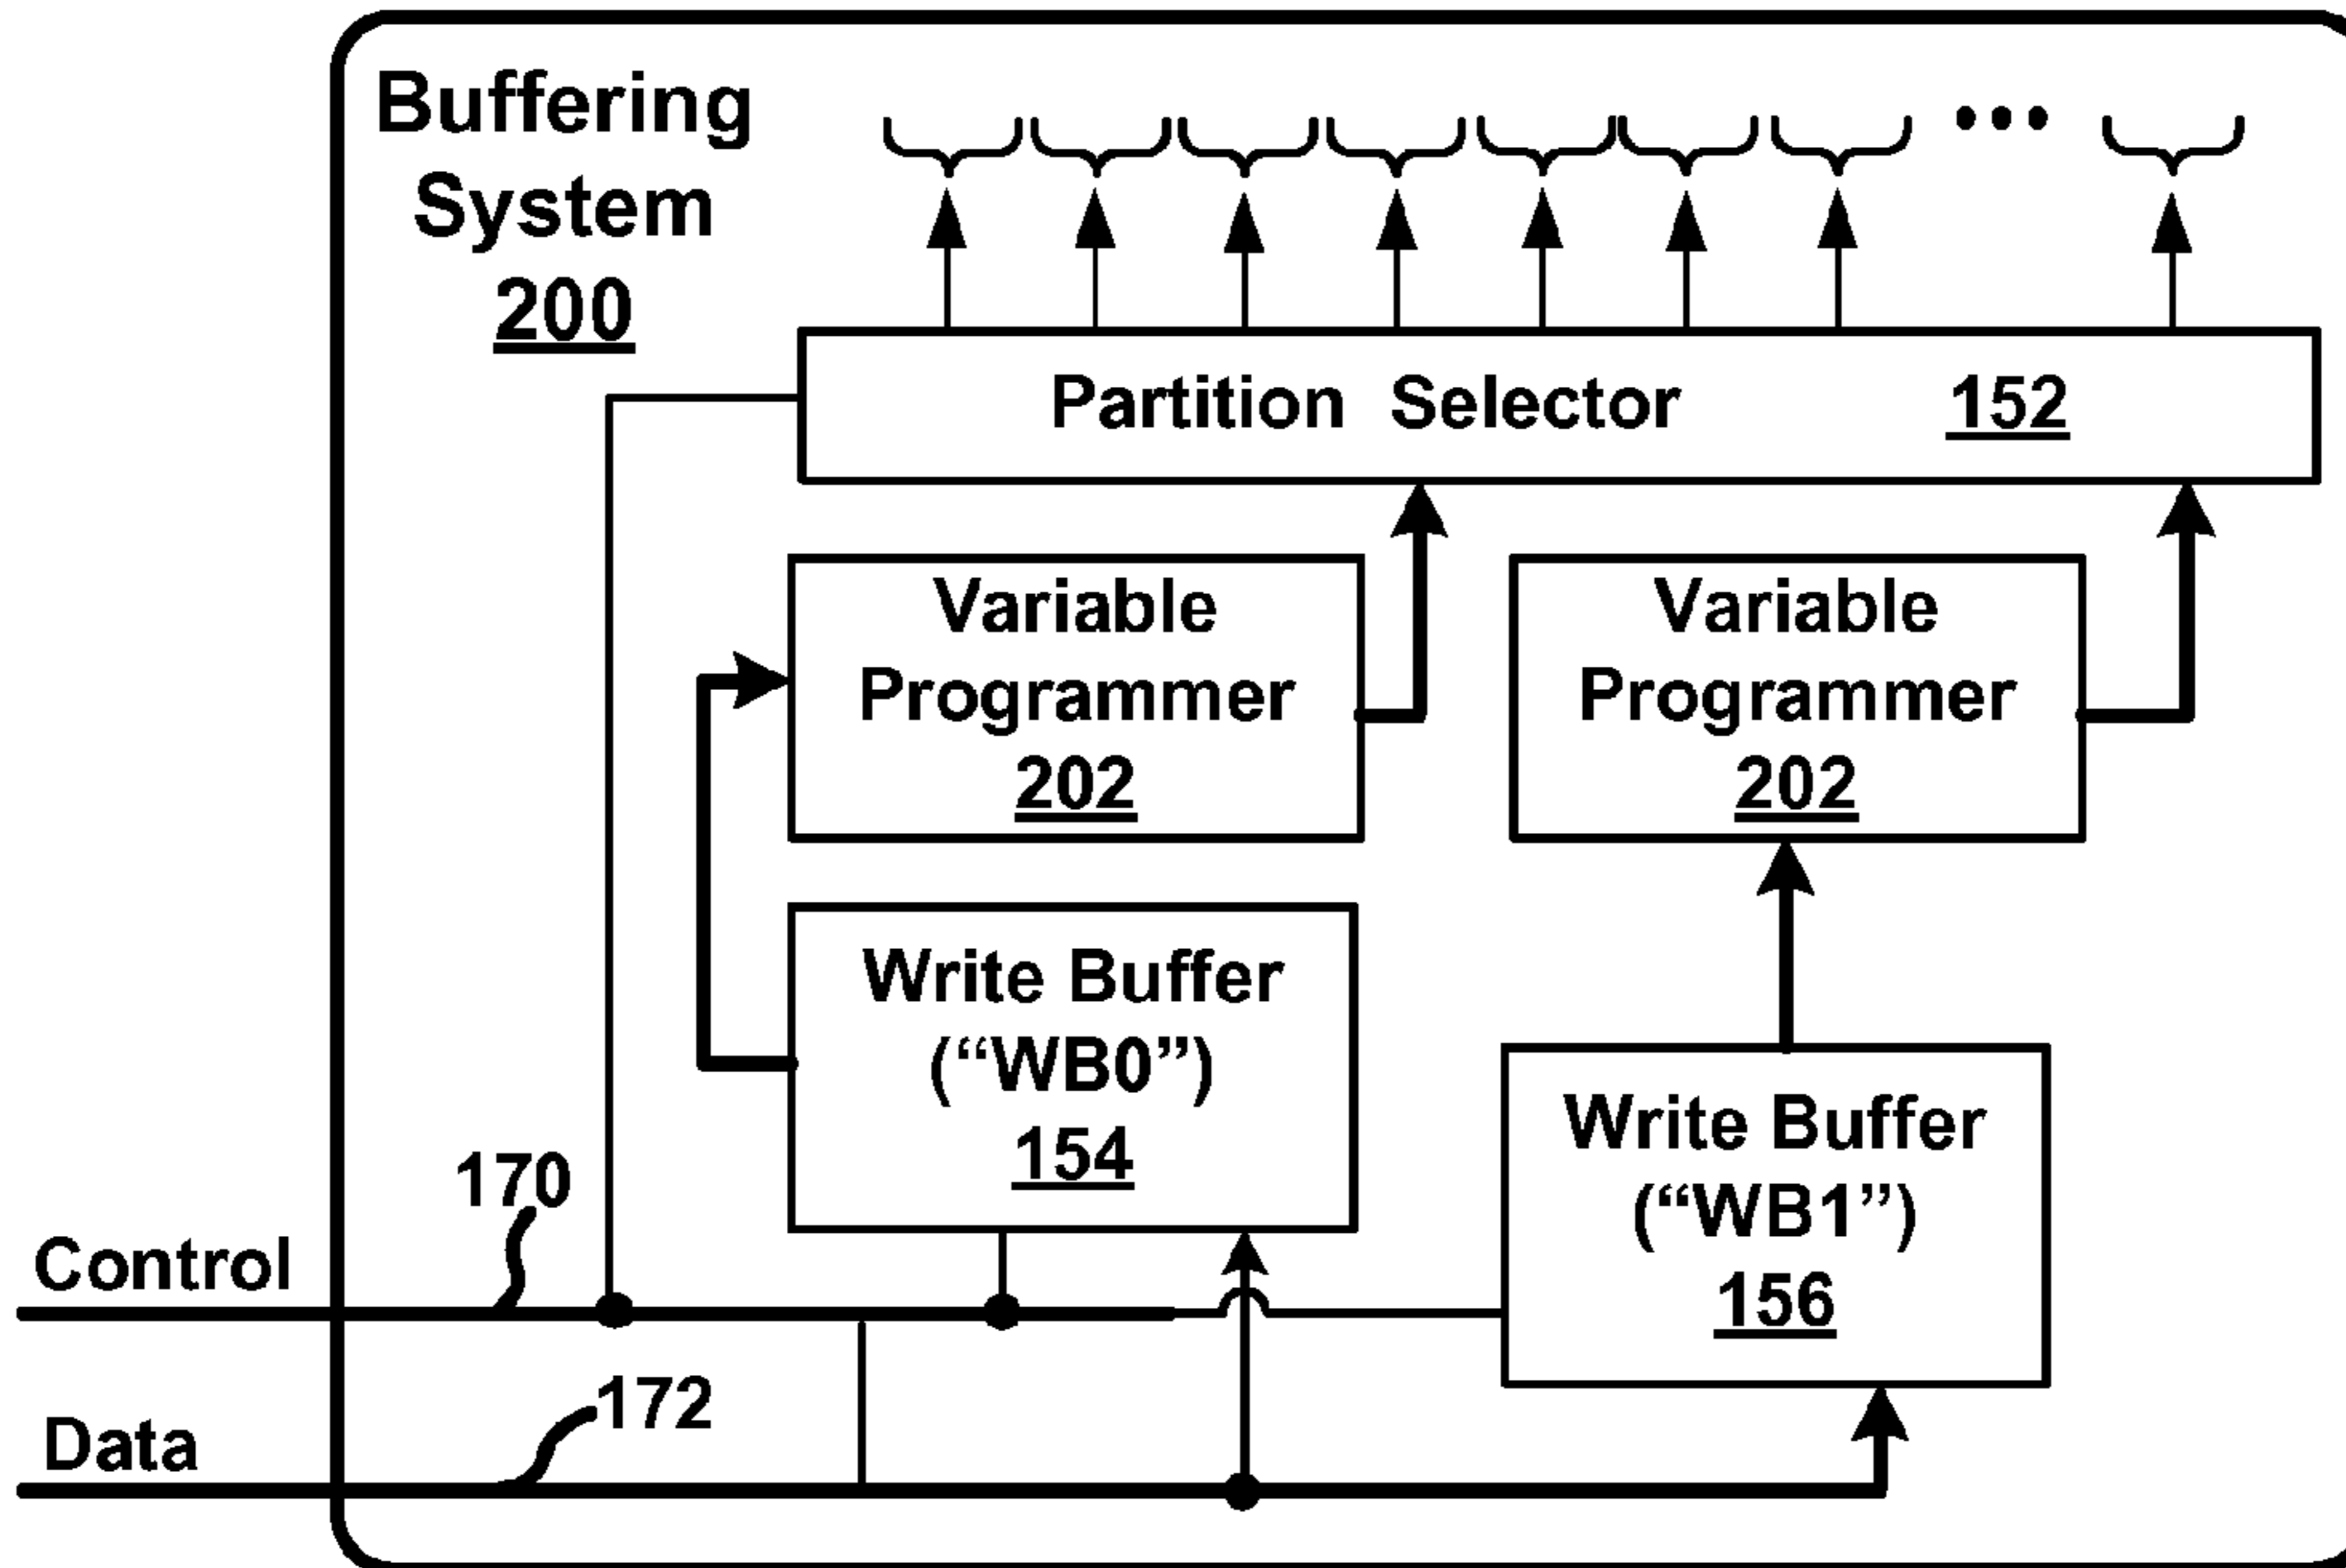 Buffering
System
200
•••
Partition Selector 152
Variable
Programmer
202
Variable
Programmer
202
Write Buffer
(“WB0”)
154
Write Buffer
(“WB1”)
156
170
Control
172
Data